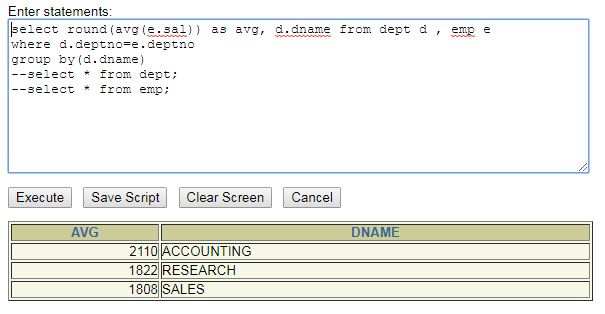 Enter statements:
select round(avg(e.sal)) as avg, d.dname from dept d , emp e
where d.deptno=e.deptno
group by(d.dname)
--select * from dept;
--select * from emp;
Execute Save Script Clear Screen Cancel
AVG DNAME
2110 ACCOUNTING
1822 RESEARCH
1808 SALES